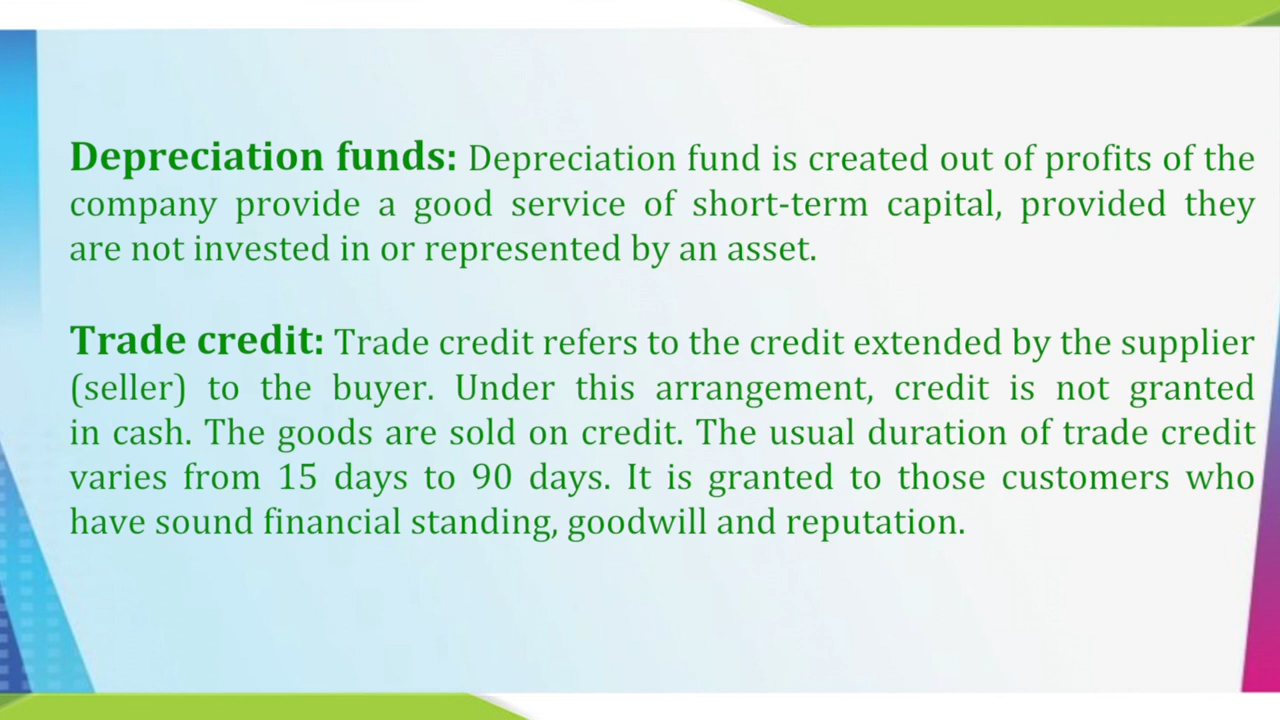 Depreciation funds: Depreciation fund is created out of profits of the
company provide a good service of short-term capital, provided they
are not invested in or represented by an asset.
Trade credit: Trade credit refers to the credit extended by the supplier
(seller) to the buyer. Under this arrangement, credit is not granted
in cash. The goods are sold on credit. The usual duration of trade credit
varies from 15 days to 90 days. It is granted to those customers who
have sound financial standing, goodwill and reputation.